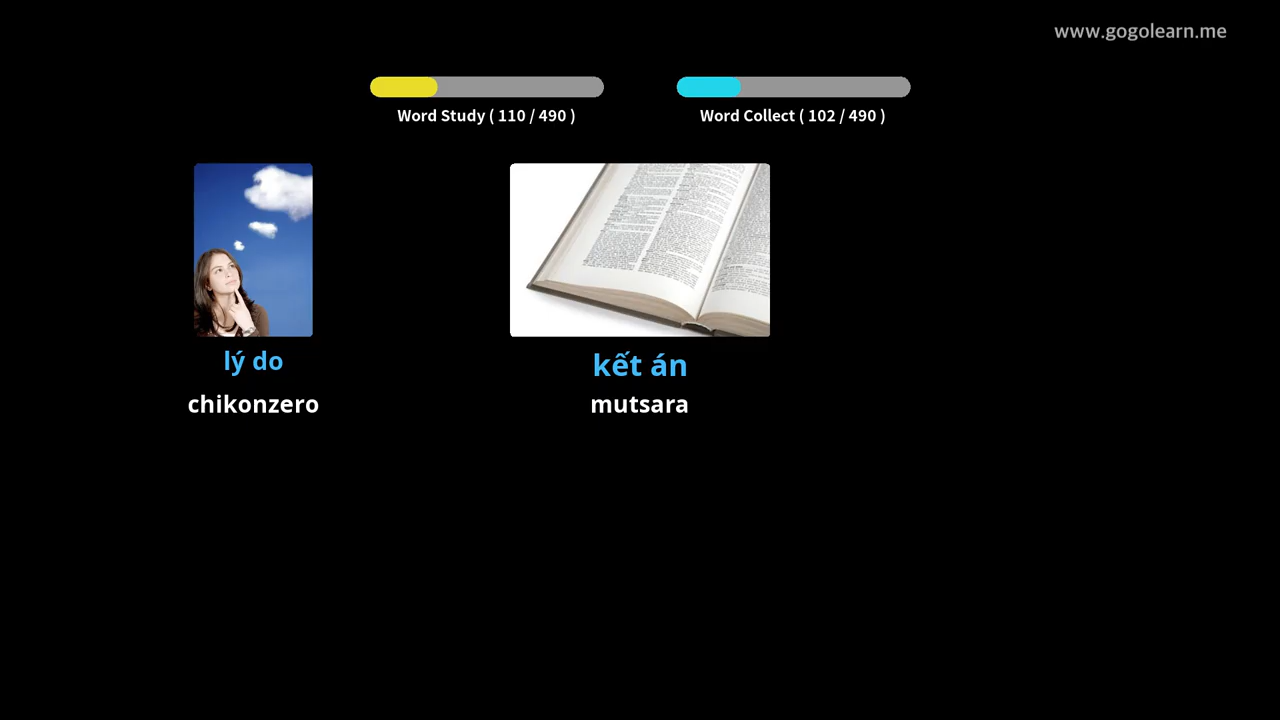 www.gogolearn.me
Word Study ( 110 / 490 )
Word Collect ( 102 / 490 )
lý do
chikonzero
kết án
mutsara